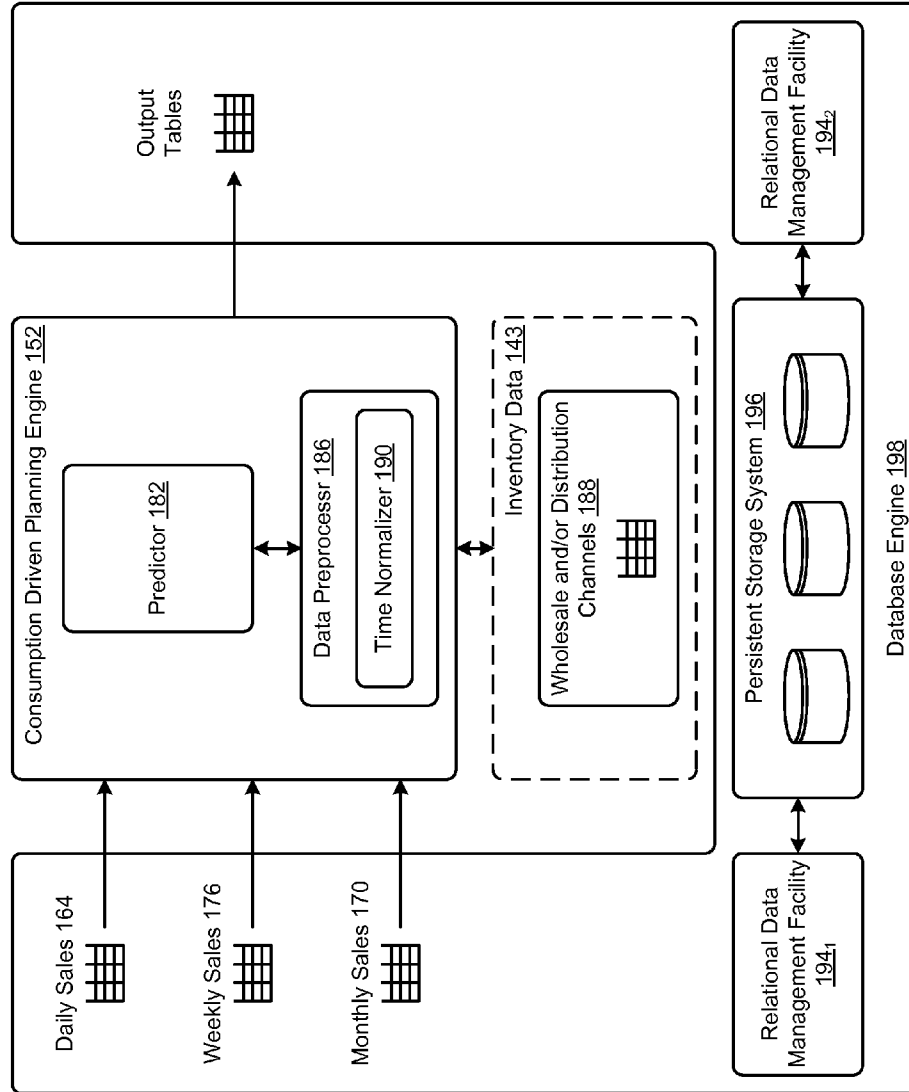 Daily Sales 164
Weekly Sales 176
Monthly Sales 170
Consumption Driven Planning Engine 152
Predictor 182
Data Preprocessr 186
Time Normalizer 190
Inventory Data 143
Wholesale and/or Distribution
Channels 188
Output
Tables
Relational Data
Management Facility
194₁
Persistent Storage System 196
Relational Data
Management Facility
194₂
Database Engine 198